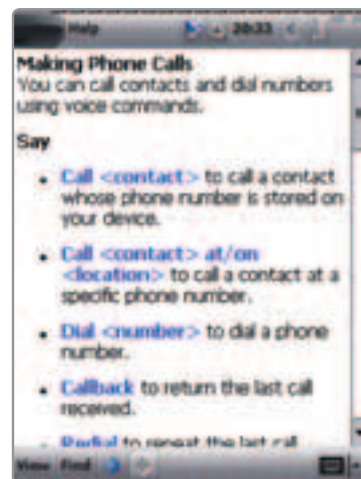 Help 20:33
Making Phone Calls
You can call contacts and dial numbers
using voice commands.
Say
• Call <contact> to call a contact
whose phone number is stored on
your device.
• Call <contact> at/on
<location> to call a contact at a
specific phone number.
• Dial <number> to dial a phone
number.
• Callback to return the last call
received.
• Redial to repeat the last call
View Find